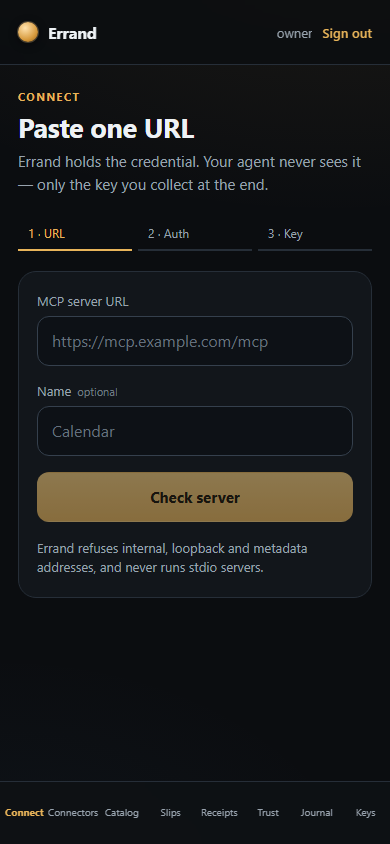 Errand
owner Sign out
CONNECT
Paste one URL
Errand holds the credential. Your agent never sees it
— only the key you collect at the end.
1 · URL 2 · Auth 3 · Key
MCP server URL
https://mcp.example.com/mcp
Name optional
Calendar
Check server
Errand refuses internal, loopback and metadata
addresses, and never runs stdio servers.
Connect Connectors Catalog Slips Receipts Trust Journal Keys